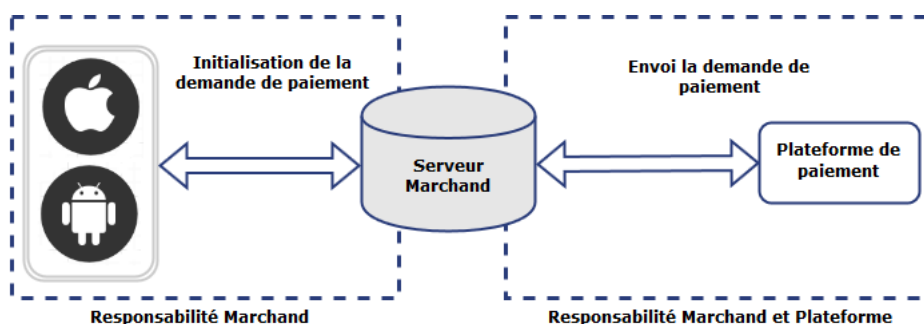 Initialisation de la
demande de paiement
Envoi la demande de
paiement
Serveur
Marchand
Plateforme de
paiement
Responsabilité Marchand
Responsabilité Marchand et Plateforme